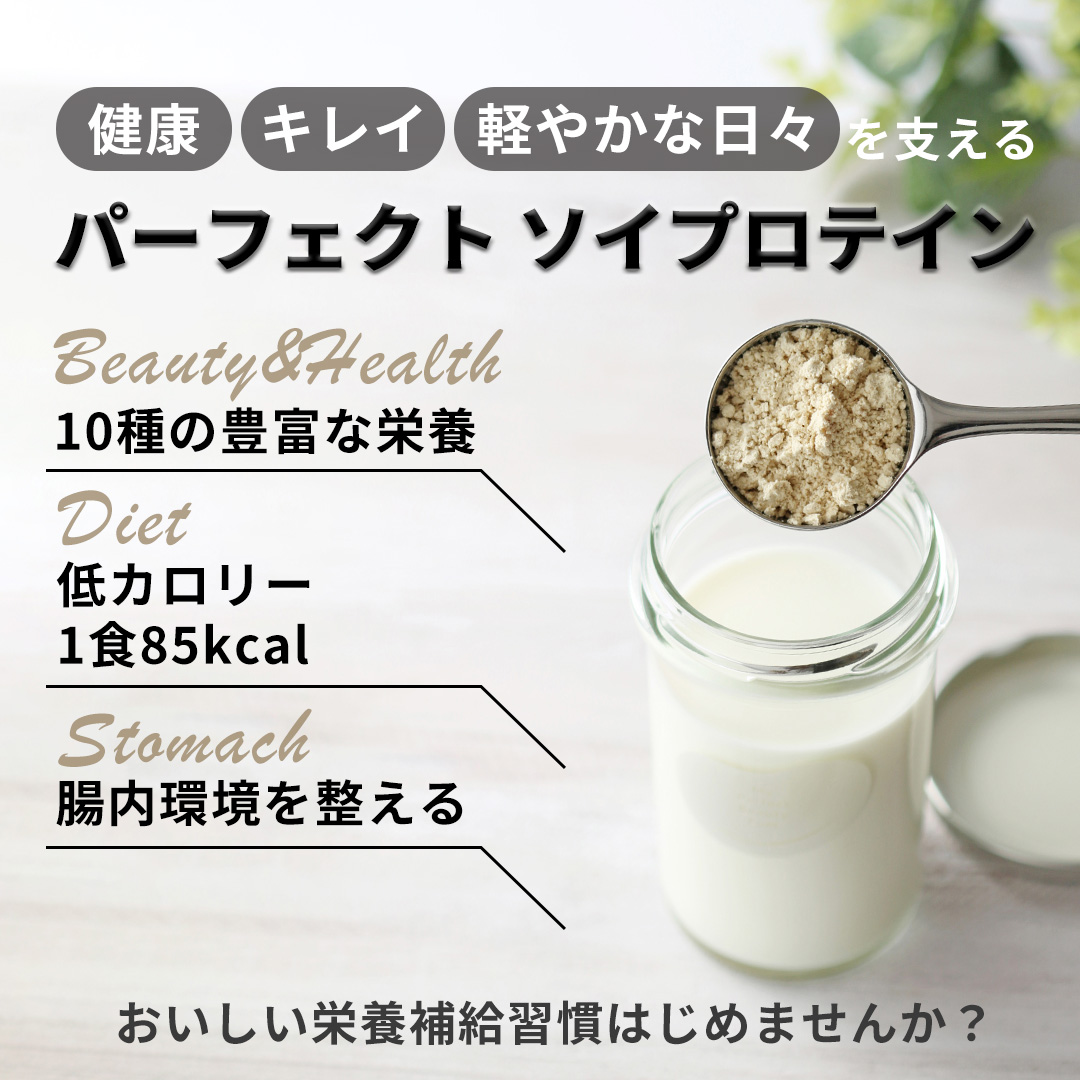 健康 キレイ 軽やかな日々 を支える
パーフェクト ソイプロテイン
Beauty&Health
10種の豊富な栄養
Diet
低カロリー
1食85kcal
Stomach
腸内環境を整える
おいしい栄養補給習慣はじめませんか？